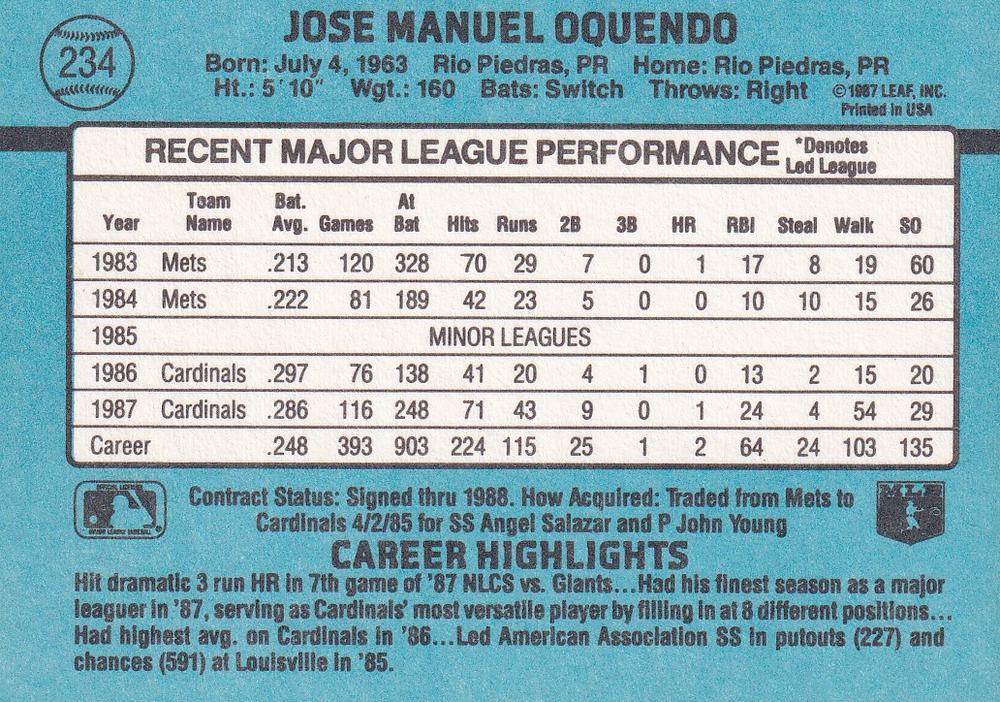 234
JOSE MANUEL OQUENDO
Born: July 4, 1963 Rio Piedras, PR Home: Rio Piedras, PR
Ht.: 5' 10" Wgt.: 160 Bats: Switch Throws: Right ©1987 LEAF, INC.
Printed in USA
RECENT MAJOR LEAGUE PERFORMANCE *Denotes
Led League
Year Team Name Bat. Avg. Games At Bat Hits Runs 2B 3B HR RBI Steal Walk SO
1983 Mets .213 120 328 70 29 7 0 1 17 8 19 60
1984 Mets .222 81 189 42 23 5 0 0 10 10 15 26
1985 MINOR LEAGUES
1986 Cardinals .297 76 138 41 20 4 1 0 13 2 15 20
1987 Cardinals .286 116 248 71 43 9 0 1 24 4 54 29
Career .248 393 903 224 115 25 1 2 64 24 103 135
Contract Status: Signed thru 1988. How Acquired: Traded from Mets to
Cardinals 4/2/85 for SS Angel Salazar and P John Young
CAREER HIGHLIGHTS
Hit dramatic 3 run HR in 7th game of '87 NLCS vs. Giants...Had his finest season as a major
leaguer in '87, serving as Cardinals' most versatile player by filling in at 8 different positions...
Had highest avg. on Cardinals in '86...Led American Association SS in putouts (227) and
chances (591) at Louisville in '85.